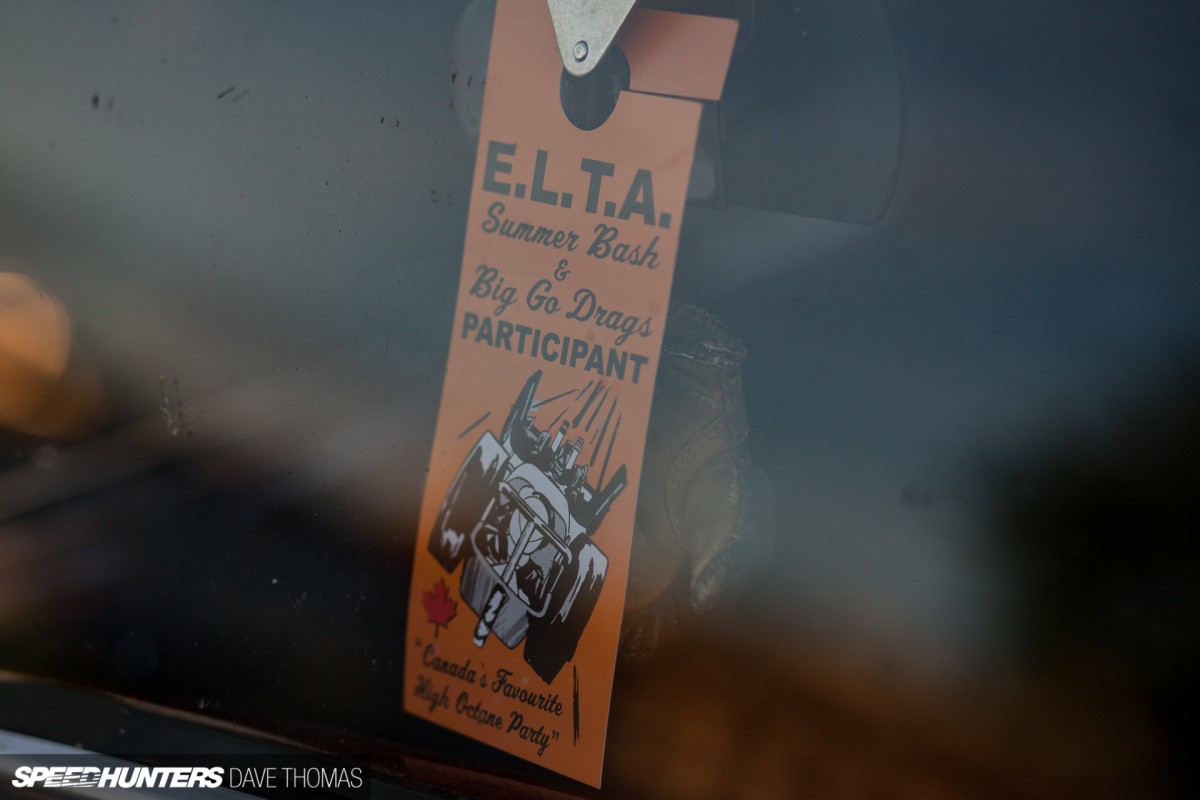 E.L.T.A.
Summer Bash
&
Big Go Drags
PARTICIPANT
"Canada`s Favourite
High Octane Party"
SPEEDHUNTERS DAVE THOMAS